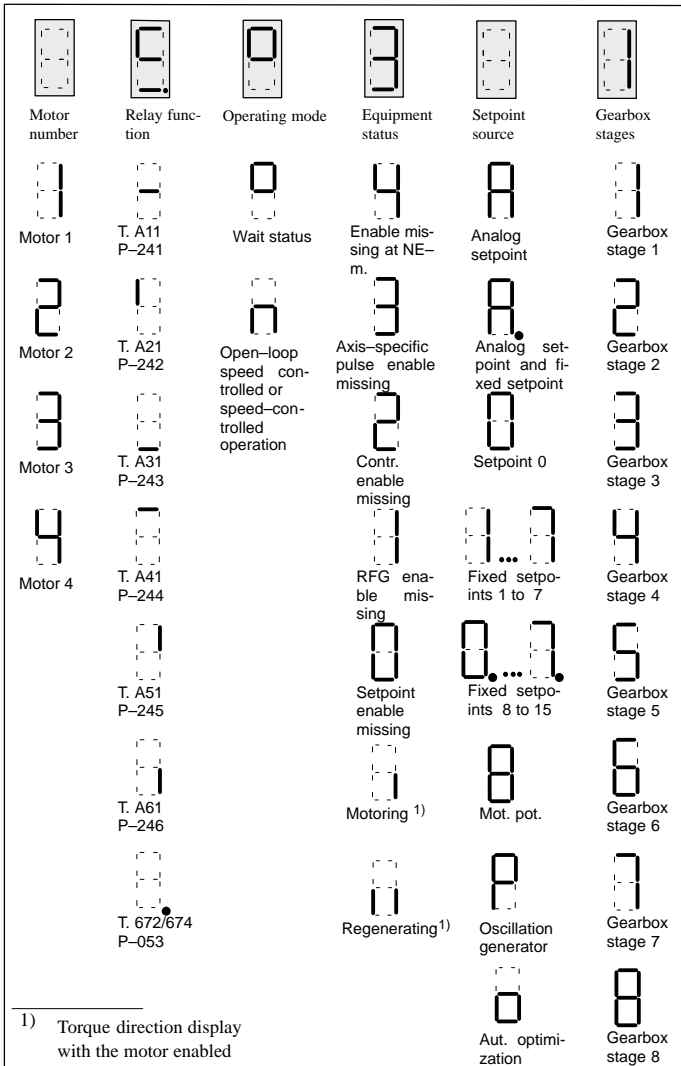 Motor number
Relay func-
tion
Operating mode
Equipment
status
Setpoint
source
Gearbox
stages
Motor 1
T. A11
P–241
Wait status
Enable mis-
sing at NE–
m.
Analog
setpoint
Gearbox
stage 1
Motor 2
T. A21
P–242
Open–loop
speed con-
trolled or
speed–con-
trolled
operation
Axis–specific
pulse enable
missing
Analog set-
point and fi-
xed setpoint
Gearbox
stage 2
Motor 3
T. A31
P–243
Contr.
enable
missing
Setpoint 0
Gearbox
stage 3
Motor 4
T. A41
P–244
RFG ena-
ble mis-
sing
Fixed setpo-
ints 1 to 7
Gearbox
stage 4
T. A51
P–245
Setpoint
enable
missing
Fixed setpo-
ints 8 to 15
Gearbox
stage 5
T. A61
P–246
Motoring 1)
Mot. pot.
Gearbox
stage 6
T. 672/674
P–053
Regenerating1)
Oscillation
generator
Gearbox
stage 7
Aut. optimi-
zation
Gearbox
stage 8
1) Torque direction display
with the motor enabled